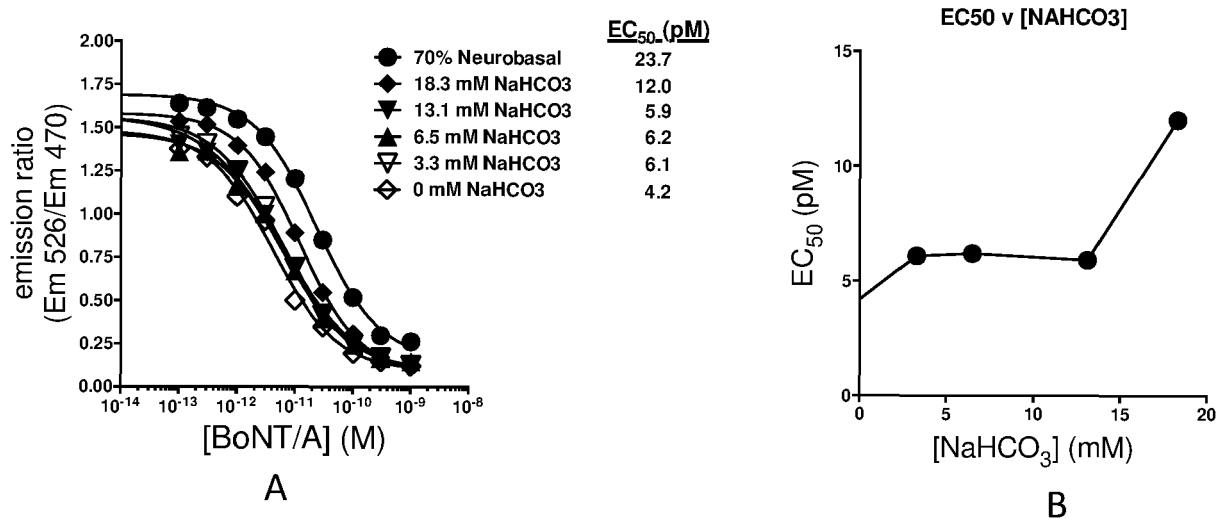 EC50 v [NAHCO3]
EC50 (pM)
70% Neurobasal 23.7
18.3 mM NaHCO3 12.0
13.1 mM NaHCO3 5.9
6.5 mM NaHCO3 6.2
3.3 mM NaHCO3 6.1
0 mM NaHCO3 4.2
emission ratio
(Em 526/Em 470)
2.00
1.75
1.50
1.25
1.00
0.75
0.50
0.25
0.00
10-14 10-13 10-12 10-11 10-10 10-9 10-8
[BoNT/A] (M)
A
EC50 (pM)
15
10
5
0
0 5 10 15 20
[NaHCO3] (mM)
B